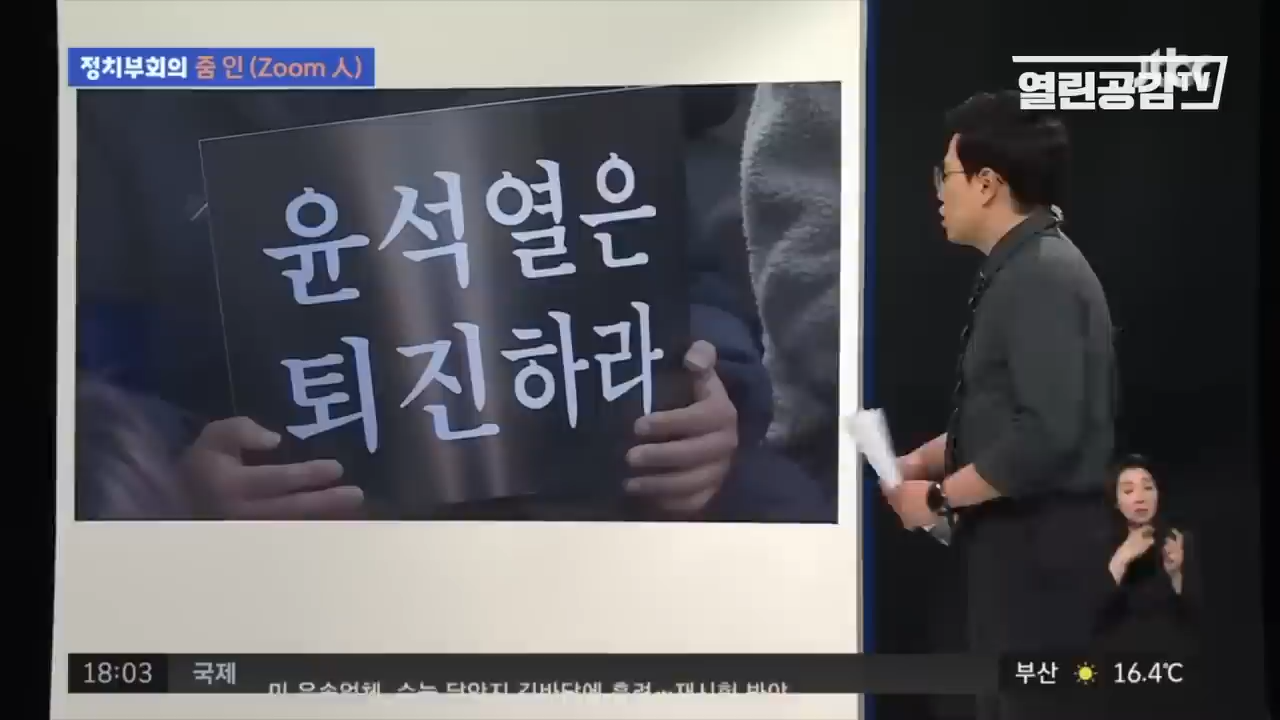 정치부회의 줌 인 (Zoom 人)
열린공감TV
윤석열은
퇴진하라
18:03 국제
부산 16.4℃